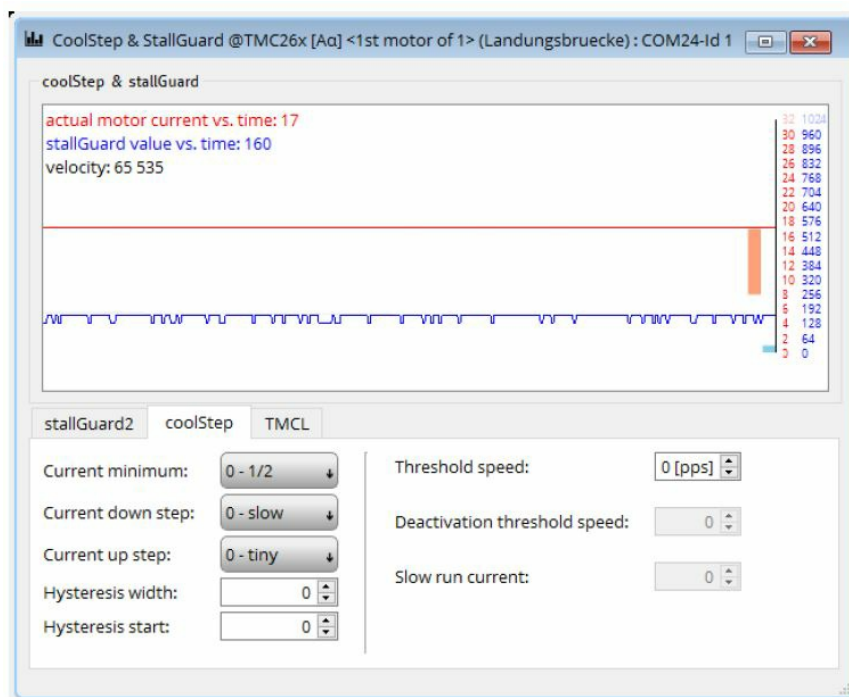 CoolStep & StallGuard @TMC26x [Aα] <1st motor of 1> (Landungsbruecke) : COM24-Id 1
coolStep & stallGuard
actual motor current vs. time: 17
stallGuard value vs. time: 160
velocity: 65 535
32 1024
30 960
28 896
26 832
24 768
22 704
20 640
18 576
16 512
14 448
12 384
10 320
8 256
6 192
4 128
2 64
0 0
stallGuard2 coolStep TMCL
Current minimum: 0 - 1/2
Threshold speed: 0 [pps]
Current down step: 0 - slow
Deactivation threshold speed: 0
Current up step: 0 - tiny
Slow run current: 0
Hysteresis width: 0
Hysteresis start: 0